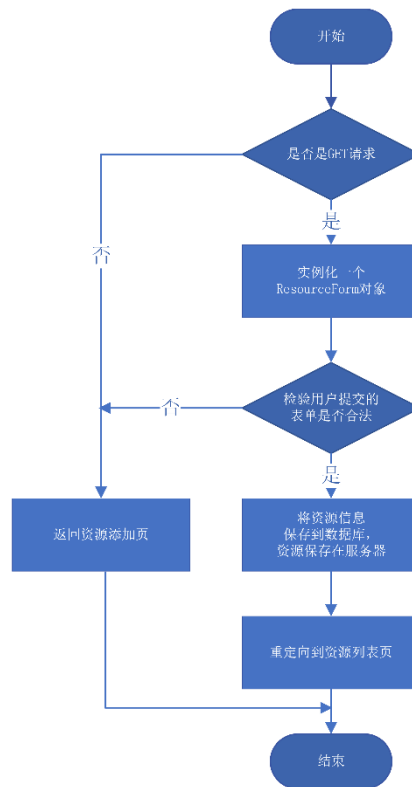 开始
是否是GET请求
是
否
实例化一个
ResourceForm对象
检验用户提交的
表单是否合法
否
是
返回资源添加页
将资源信息
保存到数据库，
资源保存在服务器
重定向到资源列表页
结束